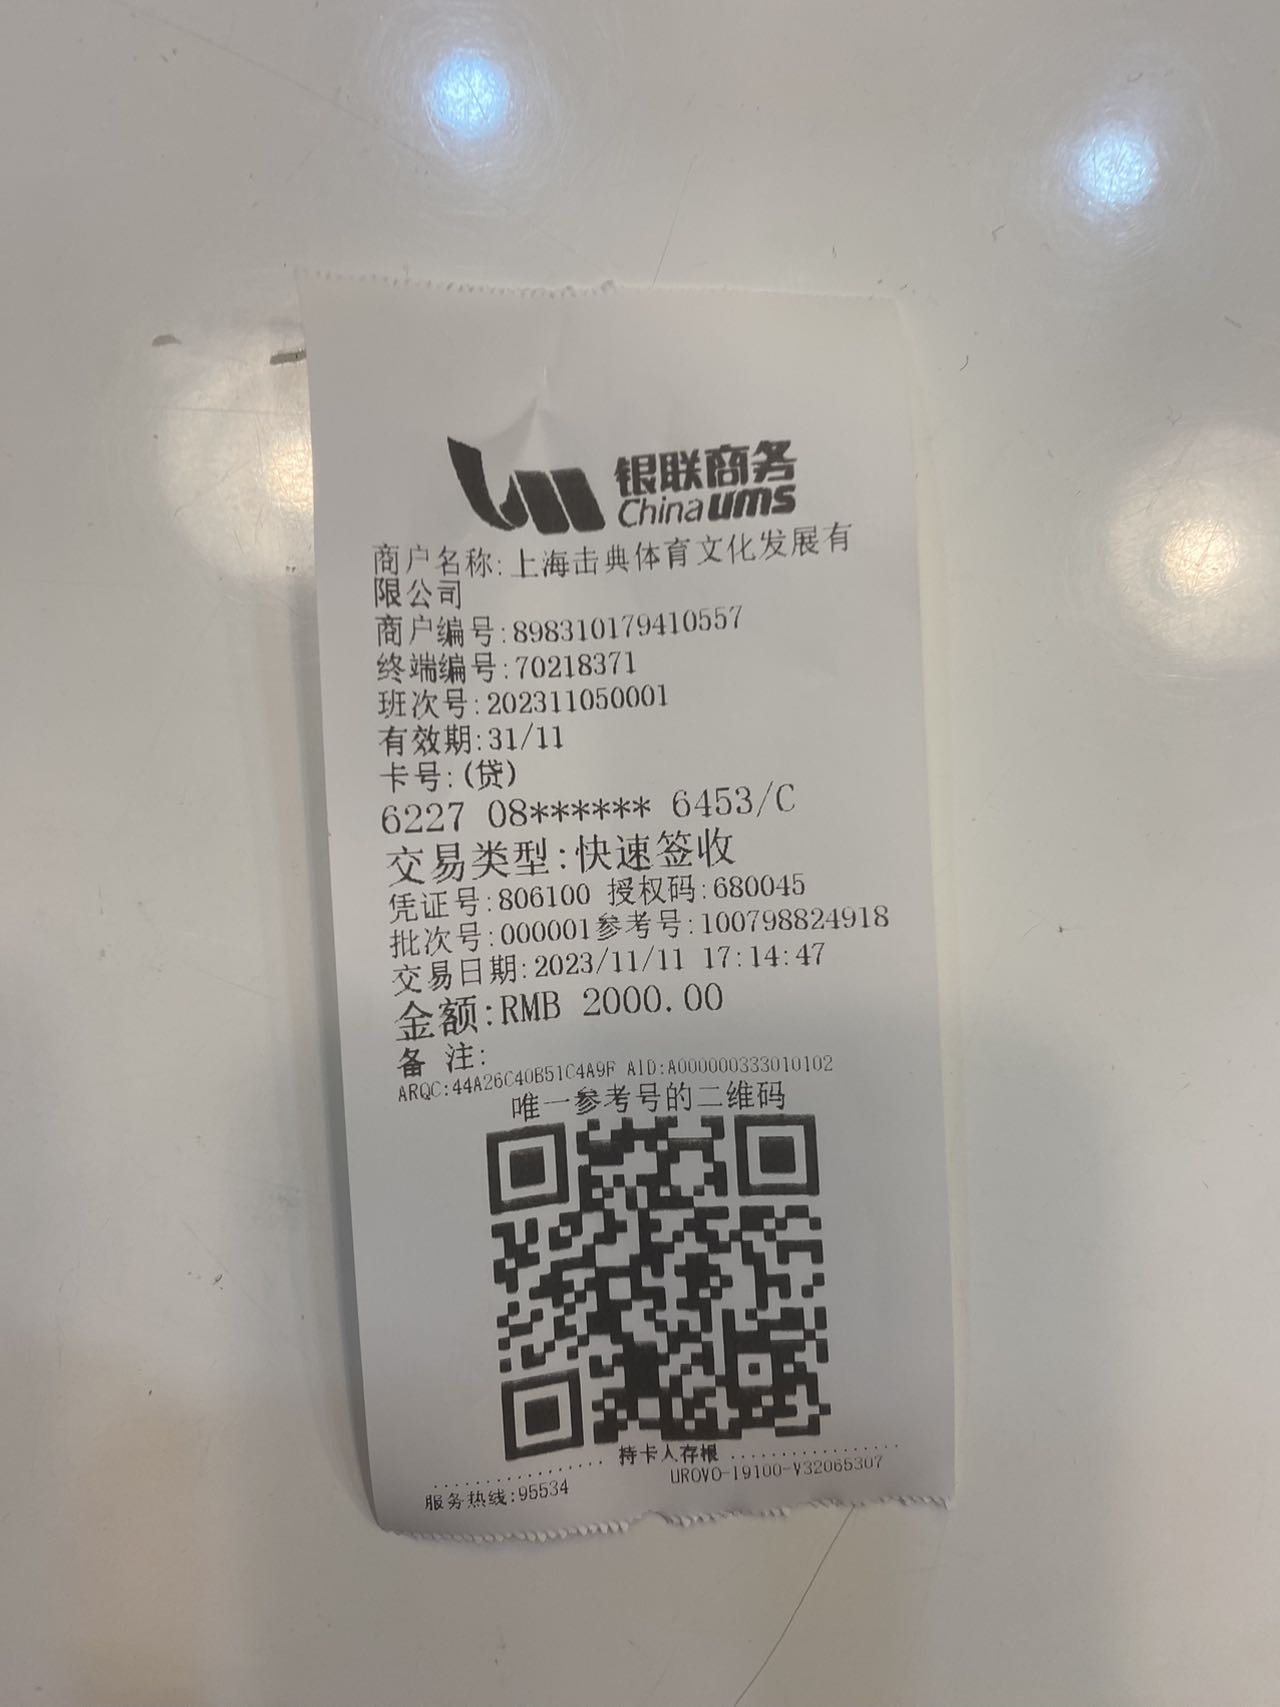 银联商务
Chinaums
商户名称:上海击典体育文化发展有
限公司
商户编号:898310179410557
终端编号:70218371
班次号:202311050001
有效期:31/11
卡号:(贷)
6227 08****** 6453/C
交易类型:快速签收
凭证号:806100 授权码:680045
批次号:000001参考号:100798824918
交易日期:2023/11/11 17:14:47
金额:RMB 2000.00
备 注:
ARQC:44A26C40B51C4A9F AID:A000000333010102
唯一参考号的二维码
持卡人存根
服务热线:95534 UROVO-I9100-V32065307